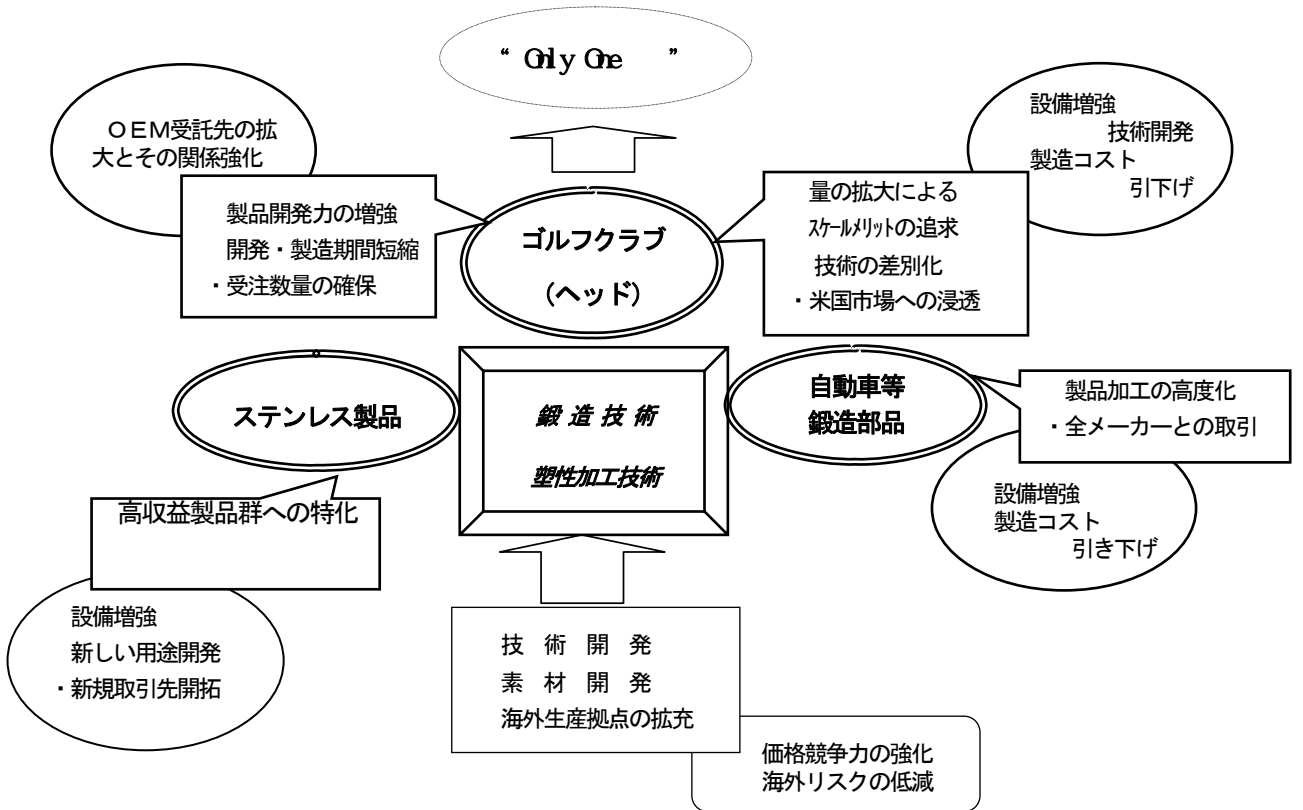 “ Only One ”
ＯＥＭ受託先の拡
大とその関係強化
製品開発力の増強
開発・製造期間短縮
・受注数量の確保
ゴルフクラブ
（ヘッド）
量の拡大による
ｽｹｰﾙﾒﾘｯﾄの追求
技術の差別化
・米国市場への浸透
設備増強
技術開発
製造コスト
引下げ
ステンレス製品
鍛 造 技 術
塑性加工技術
自動車等
鍛造部品
製品加工の高度化
・全メーカーとの取引
設備増強
製造コスト
引き下げ
高収益製品群への特化
設備増強
新しい用途開発
・新規取引先開拓
技 術 開 発
素 材 開 発
海外生産拠点の拡充
価格競争力の強化
海外リスクの低減